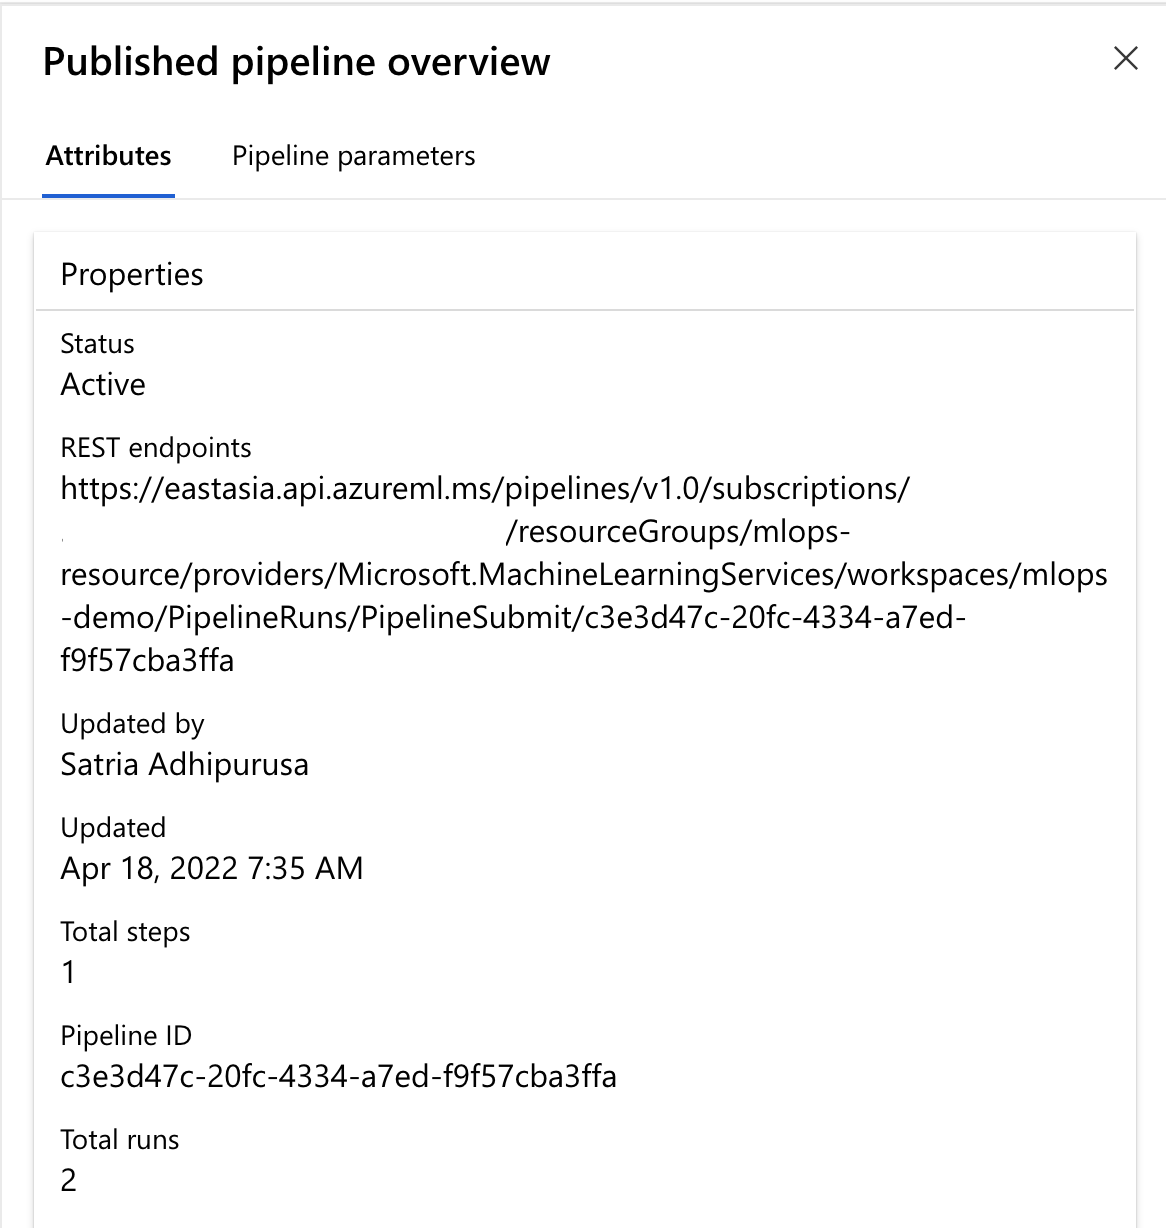 Published pipeline overview
Attributes
Pipeline parameters
Properties
Status
Active
REST endpoints
https://eastasia.api.azureml.ms/pipelines/v1.0/subscriptions/
/resourceGroups/mlops-
resource/providers/Microsoft.MachineLearningServices/workspaces/mlops
-demo/PipelineRuns/PipelineSubmit/c3e3d47c-20fc-4334-a7ed-
f9f57cba3ffa
Updated by
Satria Adhipurusa
Updated
Apr 18, 2022 7:35 AM
Total steps
1
Pipeline ID
c3e3d47c-20fc-4334-a7ed-f9f57cba3ffa
Total runs
2